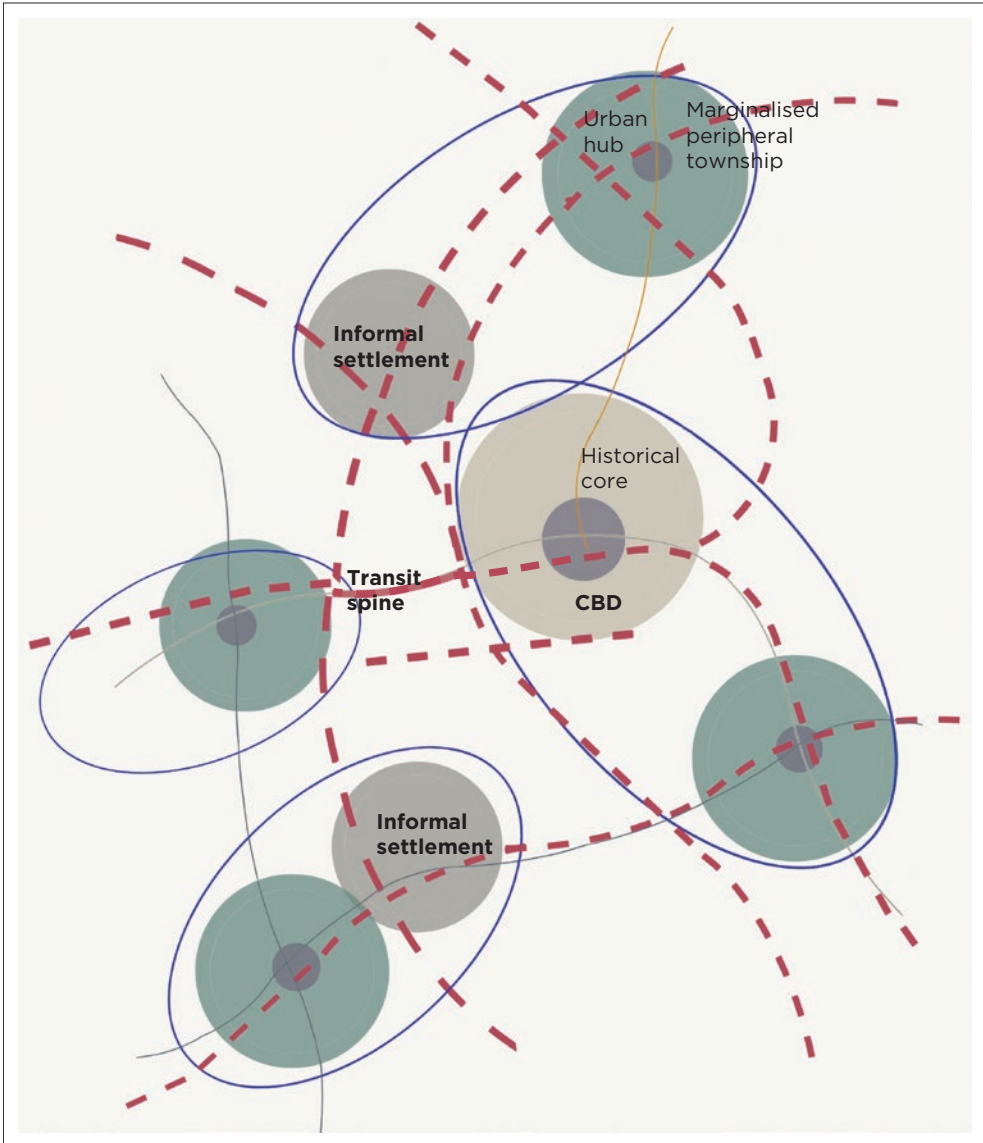 Urban
hub
Marginalised
peripheral
township
Informal
settlement
Historical
core
Transit
spine
CBD
Informal
settlement